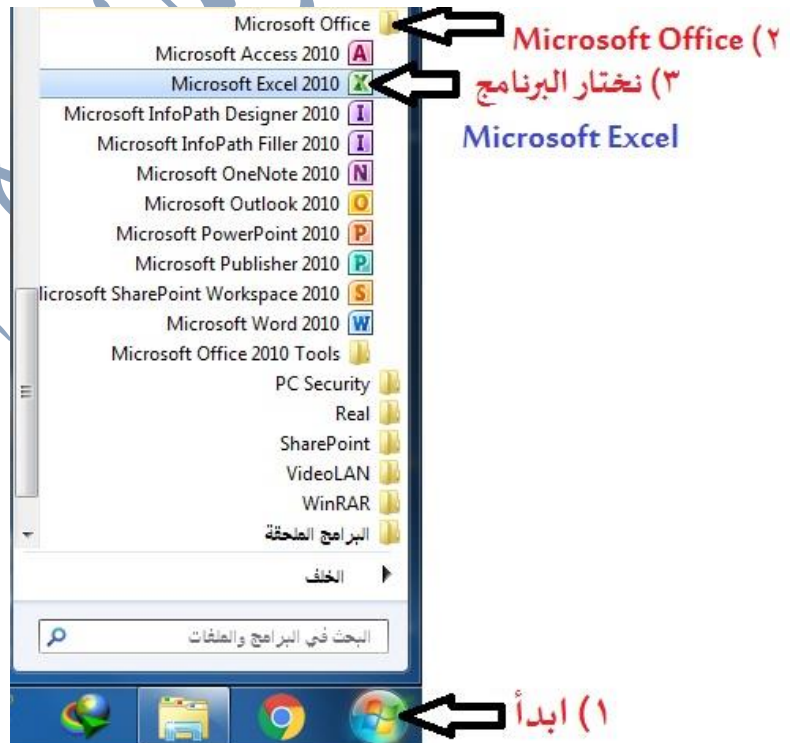 Microsoft Office
Microsoft Access 2010
Microsoft Excel 2010
Microsoft InfoPath Designer 2010
Microsoft InfoPath Filler 2010
Microsoft OneNote 2010
Microsoft Outlook 2010
Microsoft PowerPoint 2010
Microsoft Publisher 2010
licrosoft SharePoint Workspace 2010
Microsoft Word 2010
Microsoft Office 2010 Tools
PC Security
Real
SharePoint
VideoLAN
WinRAR
البرامج الملحقة
الخلف
البحث في البرامج والملفات
٢) Microsoft Office
٣) نختار البرنامج
Microsoft Excel
١) ابدأ